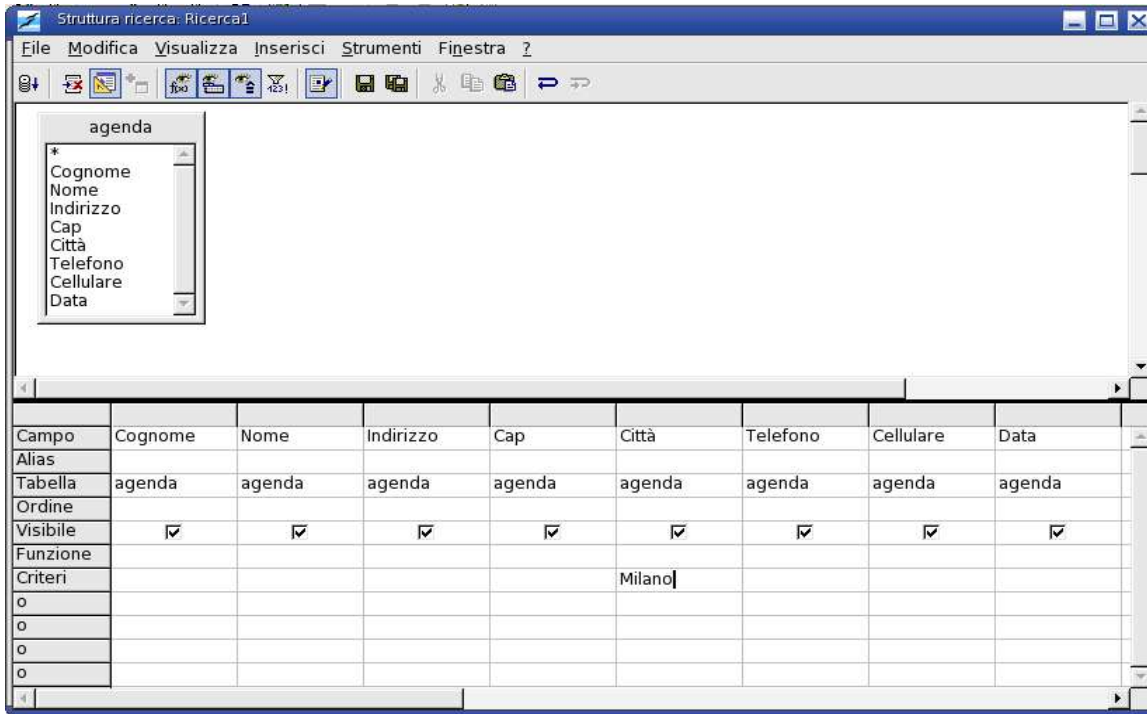 Struttura ricerca: Ricerca1
File Modifica Visualizza Inserisci Strumenti Finestra ?
agenda
*
Cognome
Nome
Indirizzo
Cap
Città
Telefono
Cellulare
Data
Campo Cognome Nome Indirizzo Cap Città Telefono Cellulare Data
Alias
Tabella agenda agenda agenda agenda agenda agenda agenda agenda
Ordine
Visibile
Funzione
Criteri Milano
o
o
o
o